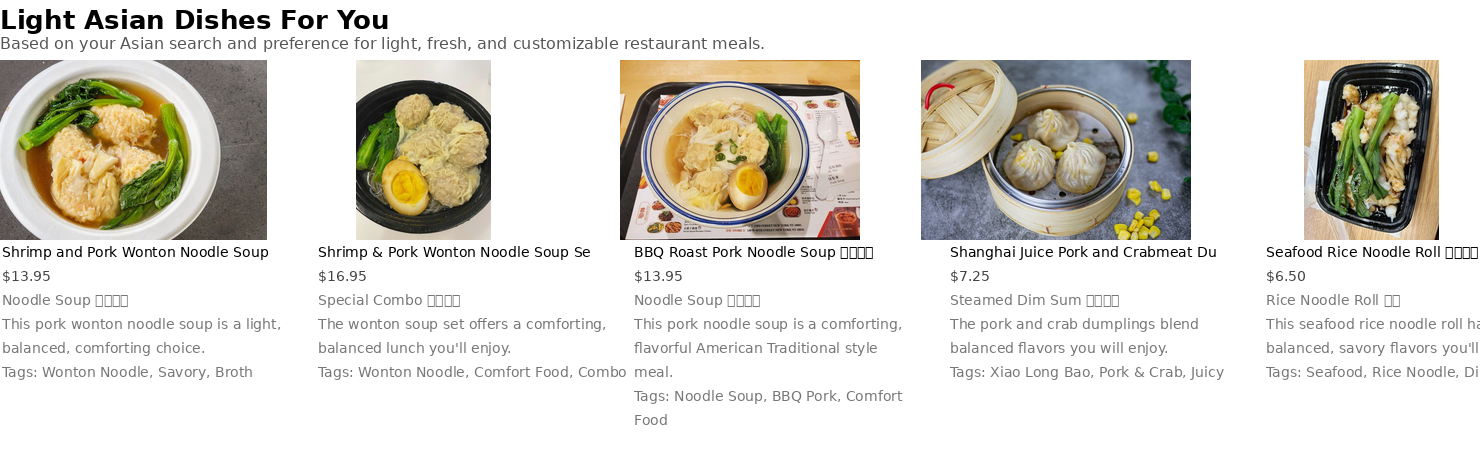 Light Asian Dishes For You
Based on your Asian search and preference for light, fresh, and customizable restaurant meals.
Shrimp and Pork Wonton Noodle Soup
$13.95
Noodle Soup
This pork wonton noodle soup is a light,
balanced, comforting choice.
Tags: Wonton Noodle, Savory, Broth
Shrimp & Pork Wonton Noodle Soup Se
$16.95
Special Combo
The wonton soup set offers a comforting,
balanced lunch you'll enjoy.
Tags: Wonton Noodle, Comfort Food, Combo
BBQ Roast Pork Noodle Soup
$13.95
Noodle Soup
This pork noodle soup is a comforting,
flavorful American Traditional style
meal.
Tags: Noodle Soup, BBQ Pork, Comfort
Food
Shanghai Juice Pork and Crabmeat Du
$7.25
Steamed Dim Sum
The pork and crab dumplings blend
balanced flavors you will enjoy.
Tags: Xiao Long Bao, Pork & Crab, Juicy
Seafood Rice Noodle Roll
$6.50
Rice Noodle Roll
This seafood rice noodle roll ha
balanced, savory flavors you'll
Tags: Seafood, Rice Noodle, Di